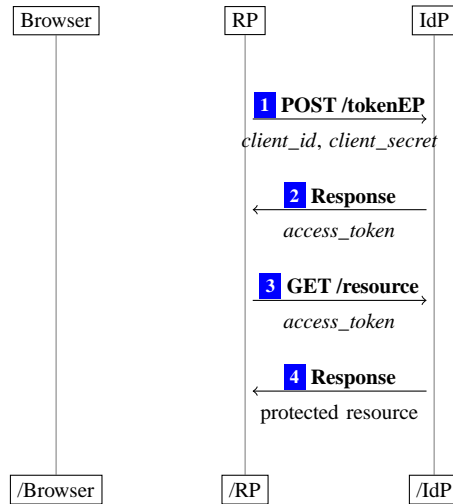 Browser RP IdP
1 POST /tokenEP
client_id, client_secret
2 Response
access_token
3 GET /resource
access_token
4 Response
protected resource
/Browser /RP /IdP